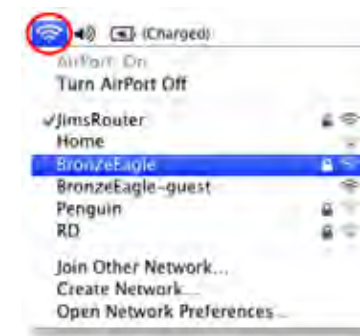 (Charged)
AirPort: On
Turn AirPort Off
JimsRouter
Home
BronzeEagle
BronzeEagle-guest
Penguin
RD
Join Other Network...
Create Network...
Open Network Preferences...